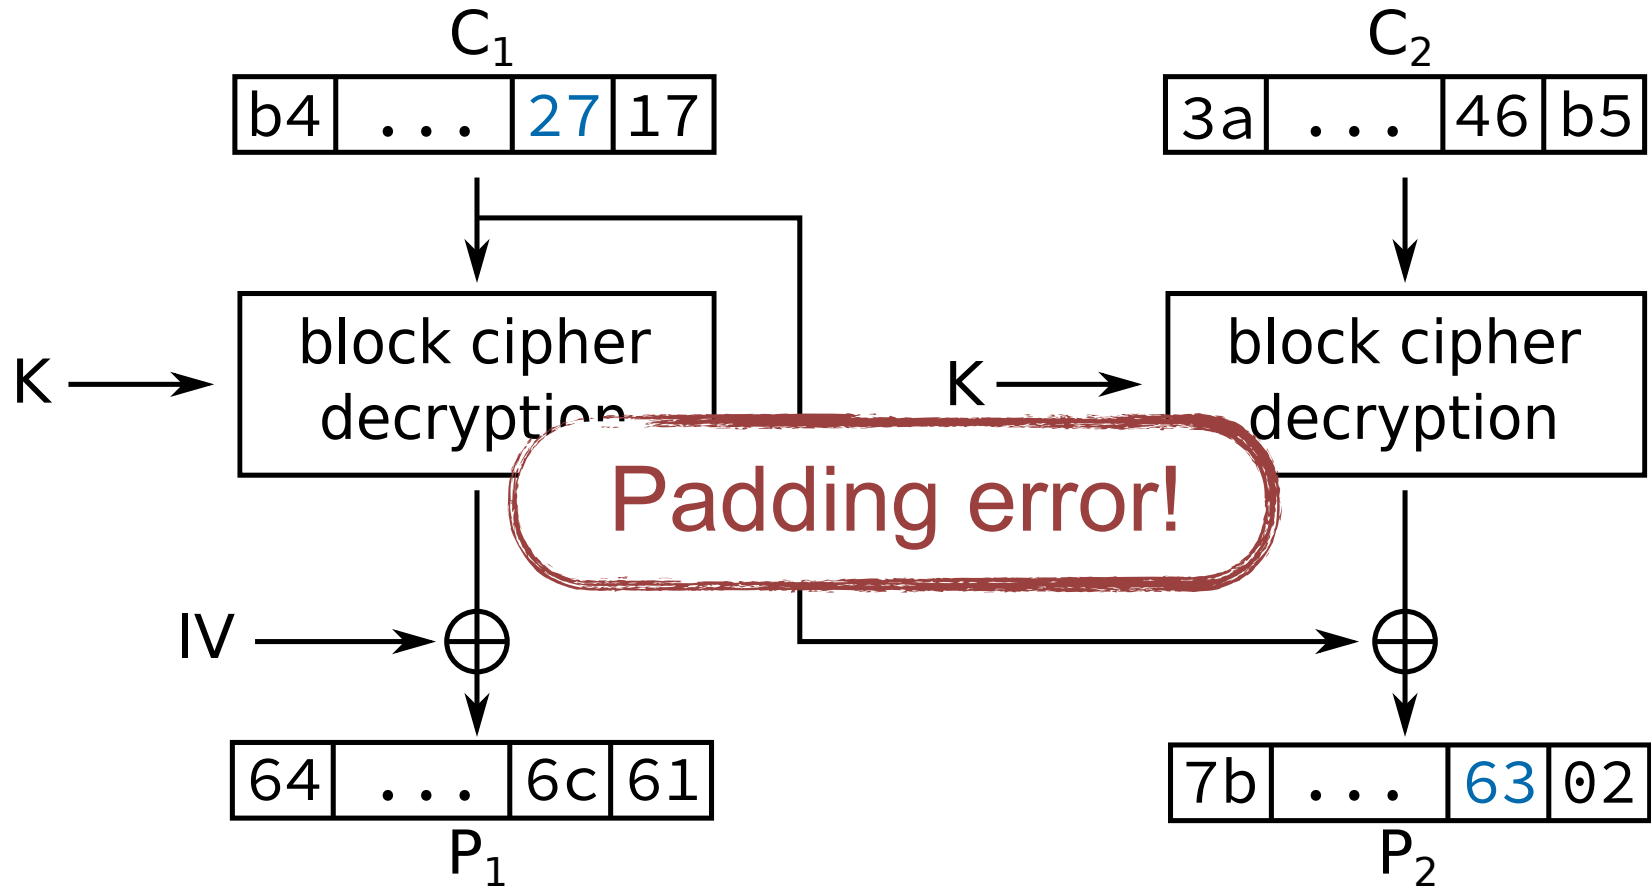 C₁
C₂
b4 ... 27 17
3a ... 46 b5
block cipher
decryption
block cipher
decryption
K
K
Padding error!
IV
64 ... 6c 61
7b ... 63 02
P₁
P₂